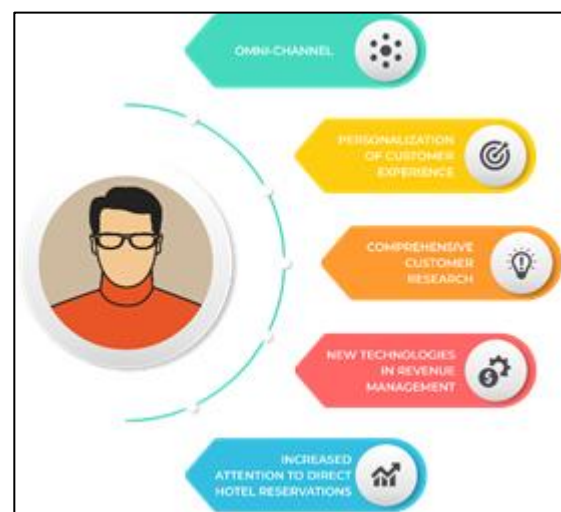 OMNI-CHANNEL
PERSONALIZATION
OF CUSTOMER
EXPERIENCE
COMPREHENSIVE
CUSTOMER
RESEARCH
NEW TECHNOLOGIES
IN REVENUE
MANAGEMENT
INCREASED
ATTENTION TO DIRECT
HOTEL RESERVATIONS